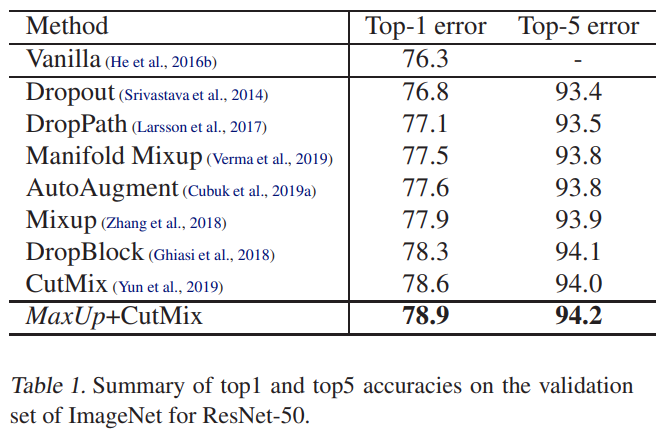 Method Top-1 error Top-5 error
Vanilla (He et al., 2016b) 76.3 -
Dropout (Srivastava et al., 2014) 76.8 93.4
DropPath (Larsson et al., 2017) 77.1 93.5
Manifold Mixup (Verma et al., 2019) 77.5 93.8
AutoAugment (Cubuk et al., 2019a) 77.6 93.8
Mixup (Zhang et al., 2018) 77.9 93.9
DropBlock (Ghiasi et al., 2018) 78.3 94.1
CutMix (Yun et al., 2019) 78.6 94.0
MaxUp+CutMix 78.9 94.2
Table 1. Summary of top1 and top5 accuracies on the validation
set of ImageNet for ResNet-50.